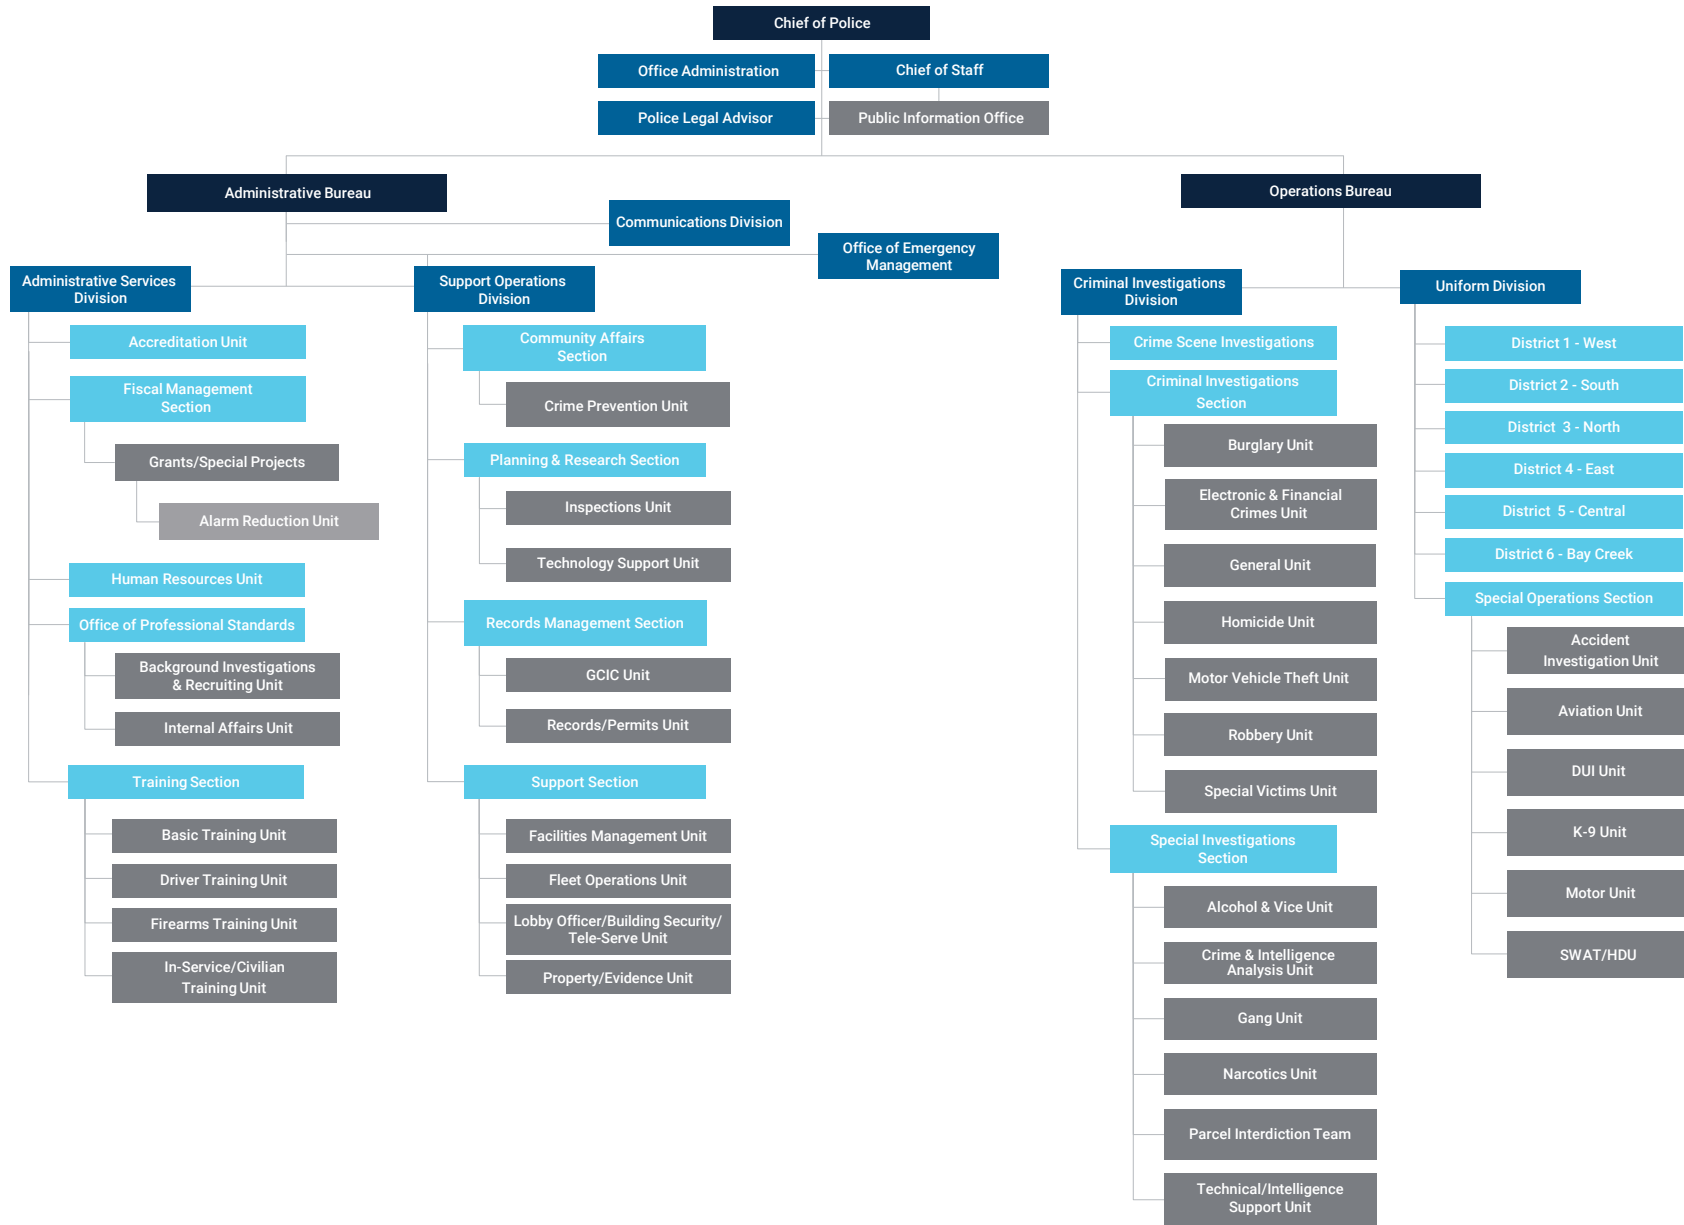 Chief of Police
Office Administration
Chief of Staff
Police Legal Advisor
Public Information Office
Administrative Bureau
Operations Bureau
Communications Division
Office of Emergency
Management
Administrative Services
Division
Accreditation Unit
Fiscal Management
Section
Grants/Special Projects
Alarm Reduction Unit
Human Resources Unit
Office of Professional Standards
Background Investigations
& Recruiting Unit
Internal Affairs Unit
Training Section
Basic Training Unit
Driver Training Unit
Firearms Training Unit
In-Service/Civilian
Training Unit
Support Operations
Division
Community Affairs
Section
Crime Prevention Unit
Planning & Research Section
Inspections Unit
Technology Support Unit
Records Management Section
GCIC Unit
Records/Permits Unit
Support Section
Facilities Management Unit
Fleet Operations Unit
Lobby Officer/Building Security/
Tele-Serve Unit
Property/Evidence Unit
Criminal Investigations
Division
Crime Scene Investigations
Criminal Investigations
Section
Burglary Unit
Electronic & Financial
Crimes Unit
General Unit
Homicide Unit
Motor Vehicle Theft Unit
Robbery Unit
Special Victims Unit
Special Investigations
Section
Alcohol & Vice Unit
Crime & Intelligence
Analysis Unit
Gang Unit
Narcotics Unit
Parcel Interdiction Team
Technical/Intelligence
Support Unit
Uniform Division
District 1 - West
District 2 - South
District 3 - North
District 4 - East
District 5 - Central
District 6 - Bay Creek
Special Operations Section
Accident
Investigation Unit
Aviation Unit
DUI Unit
K-9 Unit
Motor Unit
SWAT/HDU